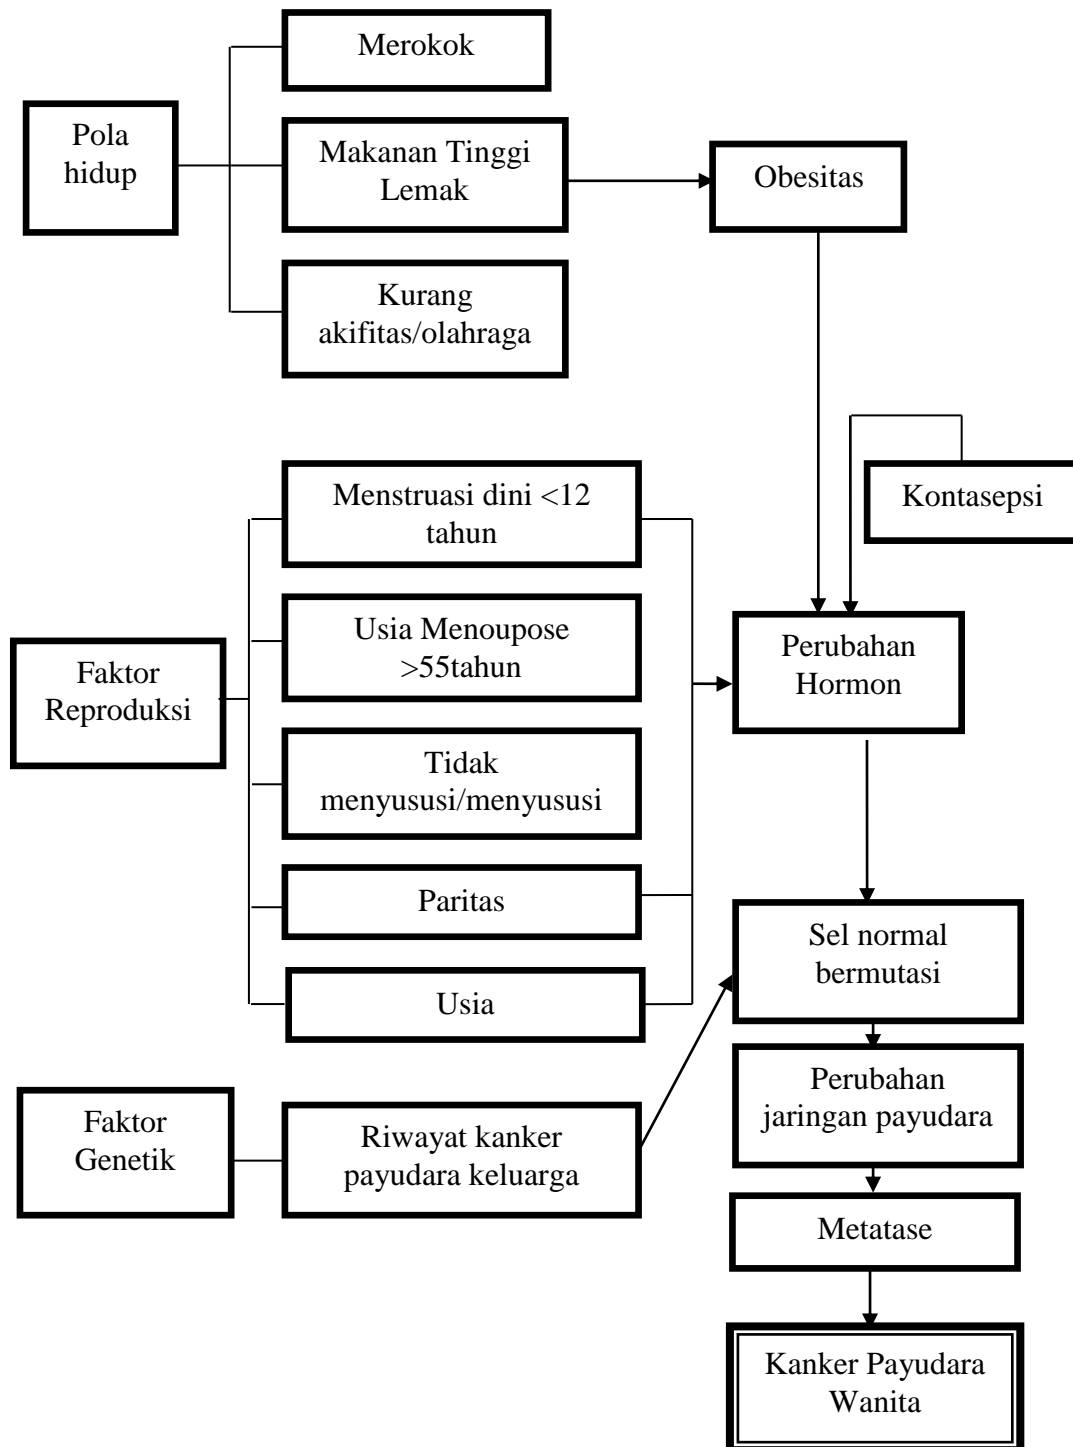 Merokok
Pola
hidup
Makanan Tinggi
Lemak
Obesitas
Kurang
akifitas/olahraga
Menstruasi dini <12
tahun
Kontasepsi
Usia Menoupose
>55tahun
Perubahan
Hormon
Faktor
Reproduksi
Tidak
menyususi/menyususi
Paritas
Sel normal
bermutasi
Usia
Perubahan
jaringan payudara
Faktor
Genetik
Riwayat kanker
payudara keluarga
Metatase
Kanker Payudara
Wanita